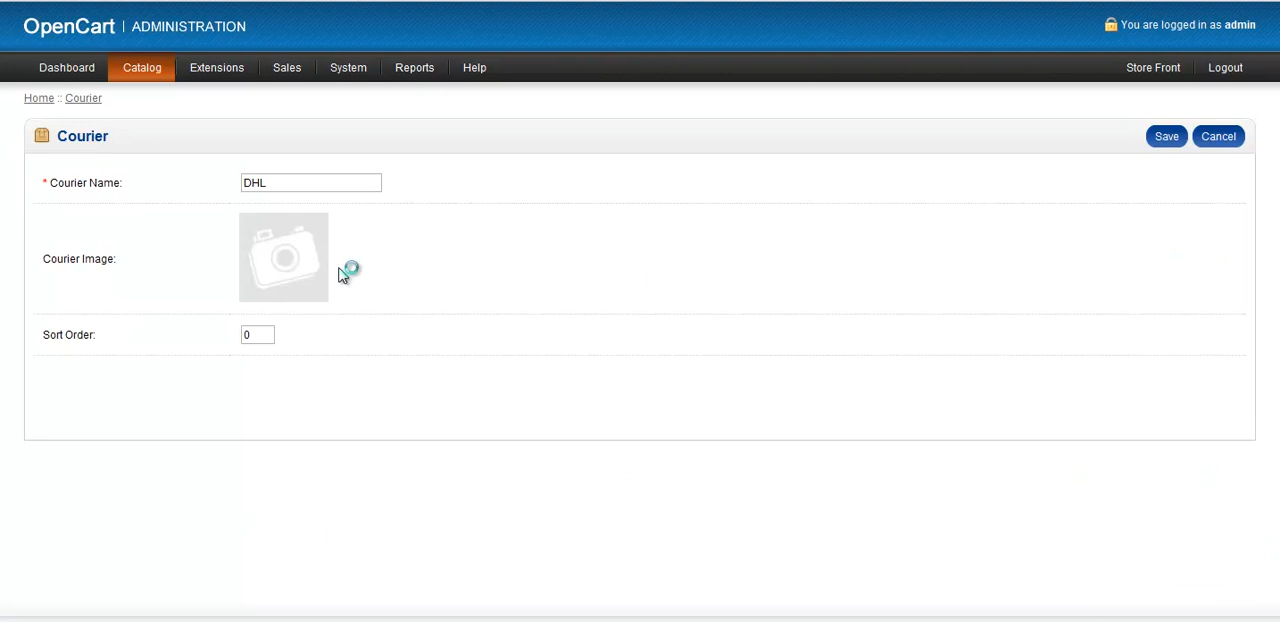 OpenCart | ADMINISTRATION
You are logged in as admin
Dashboard Catalog Extensions Sales System Reports Help Store Front Logout
Home :: Courier
Courier
Save Cancel
* Courier Name: DHL
Courier Image:
Sort Order: 0